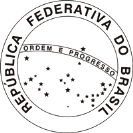 REPÚBLICA FEDERATIVA DO BRASIL
ORDEM E PROGRESSO